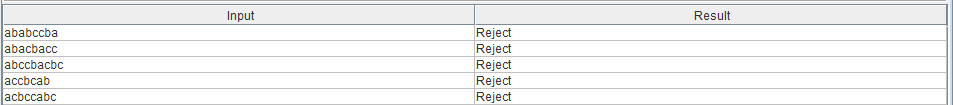 Input Result
ababccba Reject
abacbacc Reject
abccbacbc Reject
accbcab Reject
acbccabc Reject